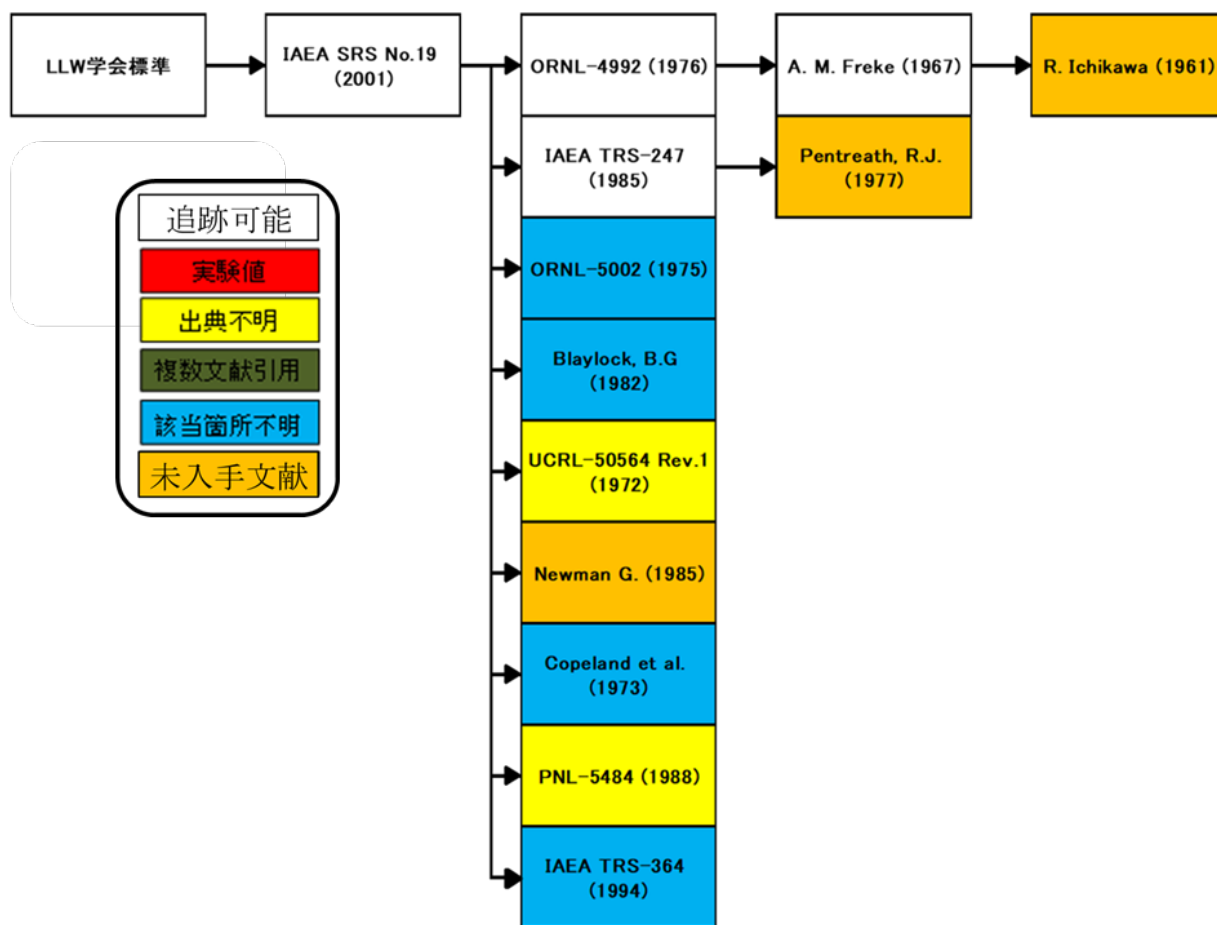 LLW学会標準
IAEA SRS No.19
(2001)
ORNL-4992 (1976)
A. M. Freke (1967)
R. Ichikawa (1961)
IAEA TRS-247
(1985)
Pentreath, R.J.
(1977)
追跡可能
実験値
出典不明
複数文献引用
該当箇所不明
未入手文献
ORNL-5002 (1975)
Blaylock, B.G
(1982)
UCRL-50564 Rev.1
(1972)
Newman G. (1985)
Copeland et al.
(1973)
PNL-5484 (1988)
IAEA TRS-364
(1994)